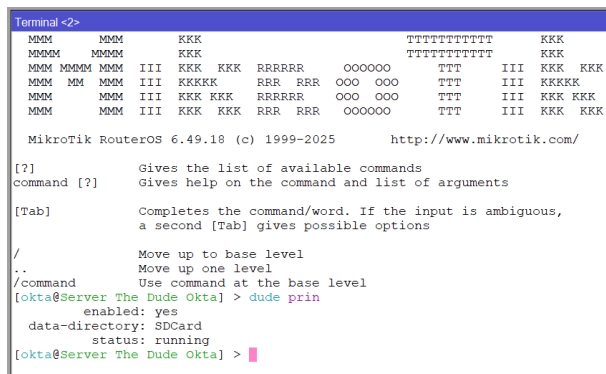 Terminal <2>
  MMM      MMM       KKK                          TTTTTTTTTTT      KKK
  MMMM    MMMM       KKK                          TTTTTTTTTTT      KKK
  MMM MMMM MMM  III  KKK  KKK  RRRRRR     OOOOOO      TTT     III  KKK  KKK
  MMM  MM  MMM  III  KKKKK     RRR  RRR  OOO  OOO     TTT     III  KKKKK
  MMM      MMM  III  KKK KKK   RRRRRR    OOO  OOO     TTT     III  KKK KKK
  MMM      MMM  III  KKK  KKK  RRR  RRR   OOOOOO      TTT     III  KKK  KKK
  MikroTik RouterOS 6.49.18 (c) 1999-2025       http://www.mikrotik.com/
[?]             Gives the list of available commands
command [?]     Gives help on the command and list of arguments
[Tab]           Completes the command/word. If the input is ambiguous,
                a second [Tab] gives possible options
/               Move up to base level
..              Move up one level
/command        Use command at the base level
[okta@Server The Dude Okta] > dude prin
         enabled: yes
  data-directory: SDCard
          status: running
[okta@Server The Dude Okta] >